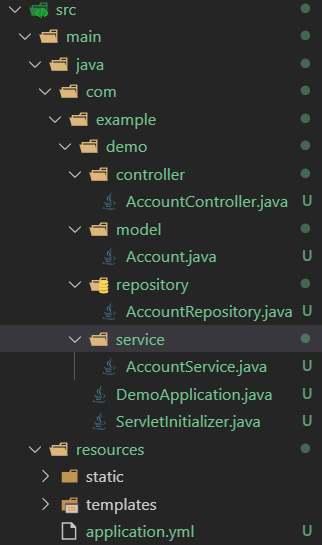 src
main
java
com
example
demo
controller
AccountController.java U
model
Account.java U
repository
AccountRepository.java U
service
AccountService.java U
DemoApplication.java U
ServletInitializer.java U
resources
static
templates
application.yml U